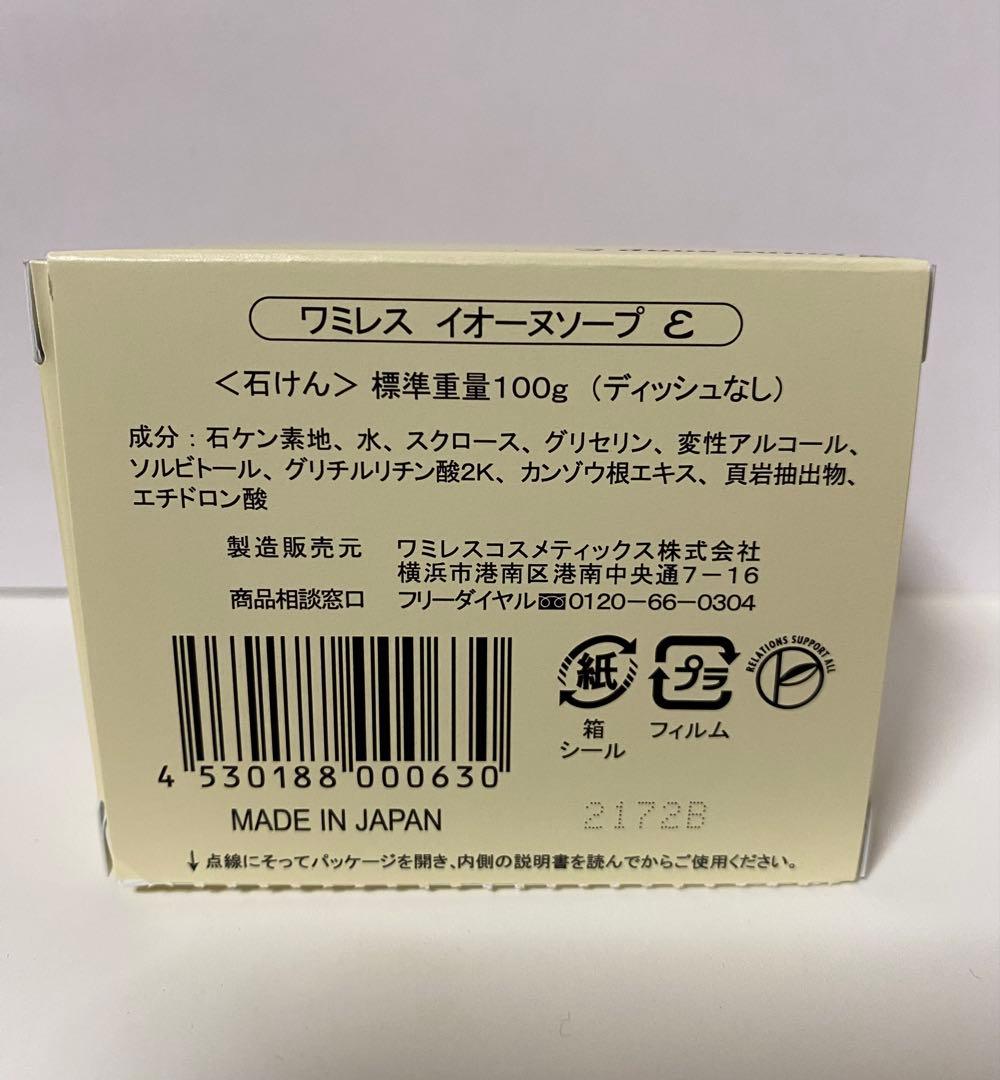 ワミレス イオーヌソープ ε
＜石けん＞ 標準重量100g （ディッシュなし）
成分：石ケン素地、水、スクロース、グリセリン、変性アルコール、
ソルビトール、グリチルリチン酸2K、カンゾウ根エキス、頁岩抽出物、
エチドロン酸
製造販売元 ワミレスコスメティックス株式会社
横浜市港南区港南中央通7－16
商品相談窓口 フリーダイヤル 0120－66－0304
紙
箱
シール
プラ
フィルム
RELATIONS SUPPORT ALL
4 530188 000630
MADE IN JAPAN
2172B
↓点線にそってパッケージを開き、内側の説明書を読んでからご使用ください。